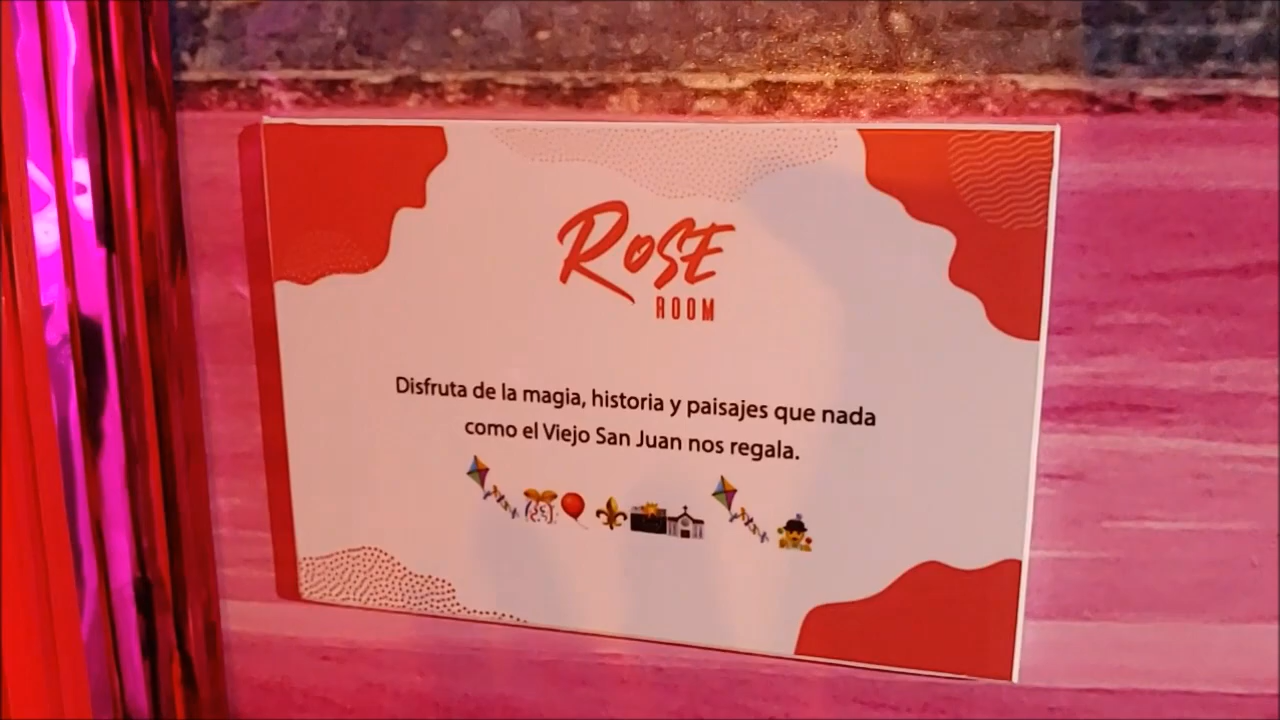 ROSE
ROOM
Disfruta de la magia, historia y paisajes que nada
como el Viejo San Juan nos regala.